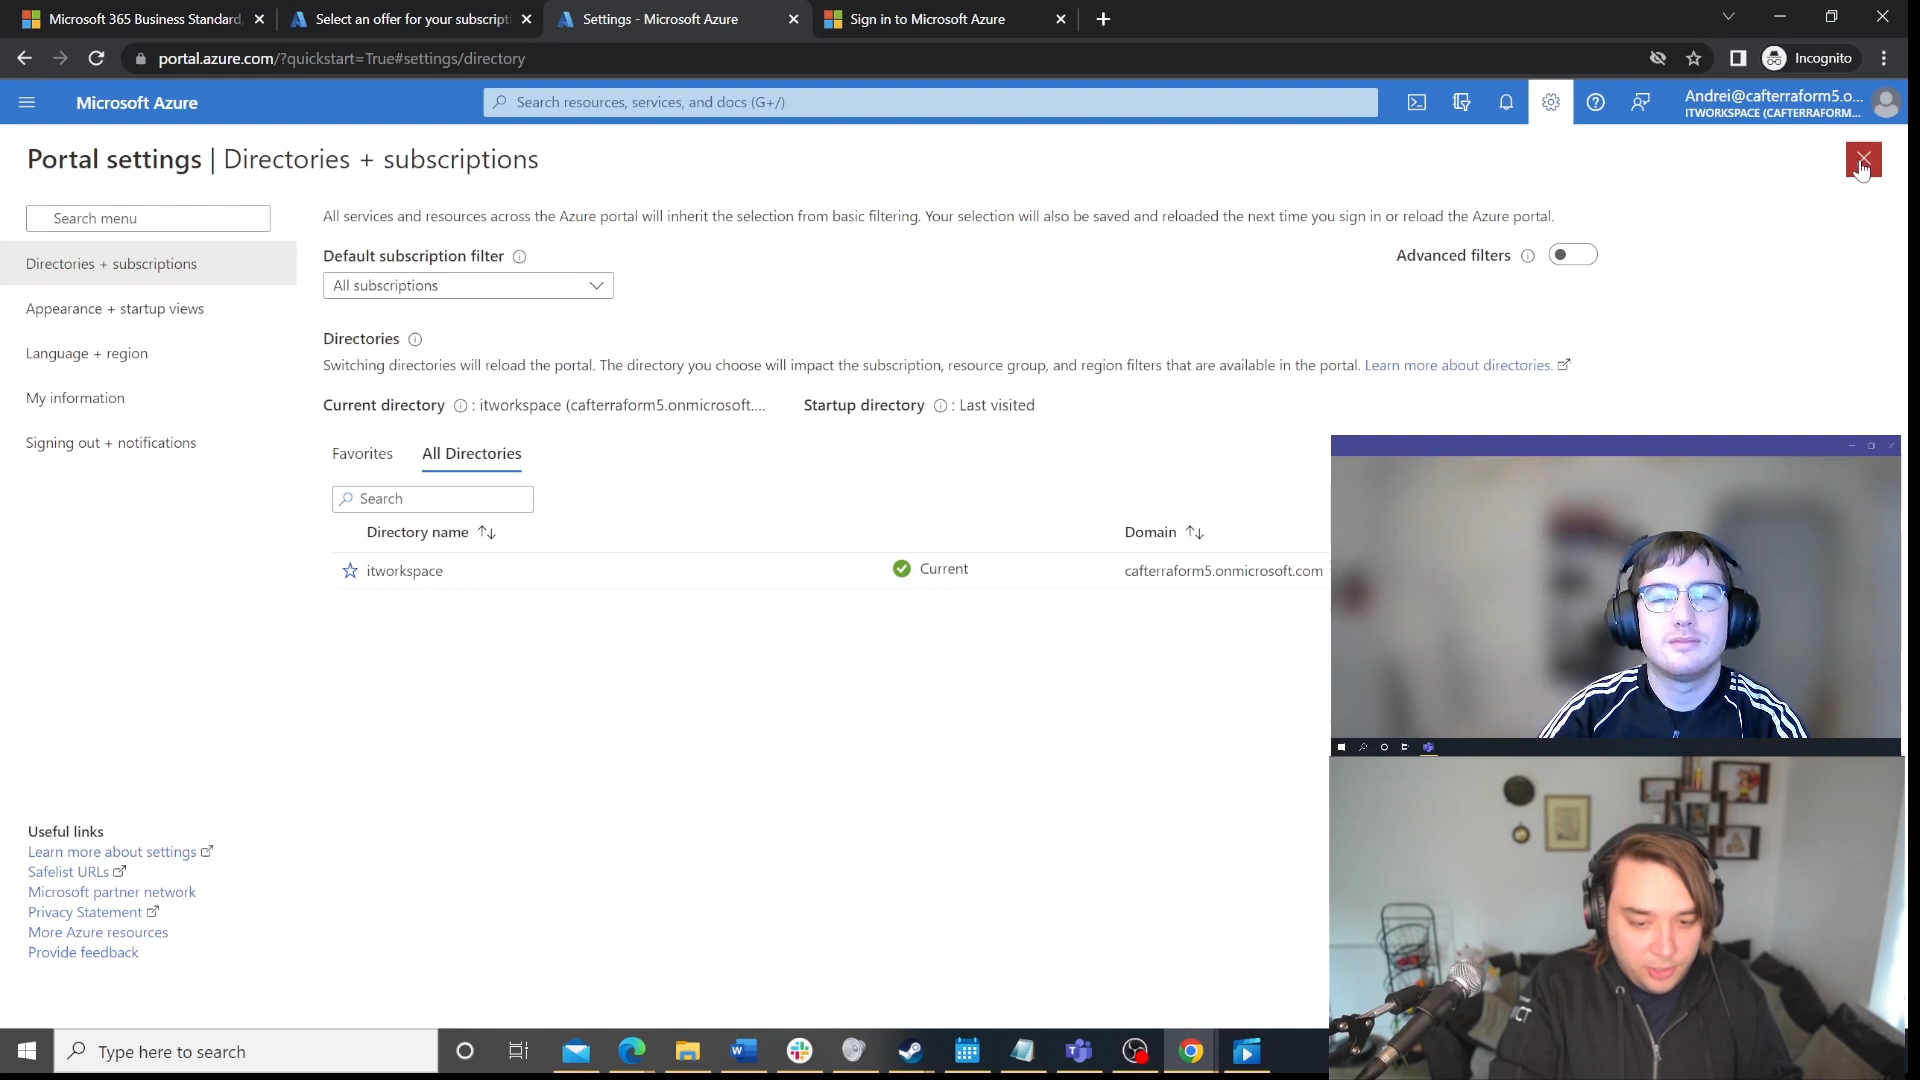 Microsoft 365 Business Standard,
Select an offer for your subscripti
Settings - Microsoft Azure
Sign in to Microsoft Azure
portal.azure.com/?quickstart=True#settings/directory
Incognito
Microsoft Azure
Search resources, services, and docs (G+/)
Andrei@cafterraform5.o...
ITWORKSPACE (CAFTERRAFORM...
Portal settings | Directories + subscriptions
Search menu
Directories + subscriptions
Appearance + startup views
Language + region
My information
Signing out + notifications
All services and resources across the Azure portal will inherit the selection from basic filtering. Your selection will also be saved and reloaded the next time you sign in or reload the Azure portal.
Default subscription filter
Advanced filters
All subscriptions
Directories
Switching directories will reload the portal. The directory you choose will impact the subscription, resource group, and region filters that are available in the portal. Learn more about directories.
Current directory : itworkspace (cafterraform5.onmicrosoft.... Startup directory : Last visited
Favorites All Directories
Search
Directory name Domain
itworkspace Current cafterraform5.onmicrosoft.com
Useful links
Learn more about settings
Safelist URLs
Microsoft partner network
Privacy Statement
More Azure resources
Provide feedback
Type here to search